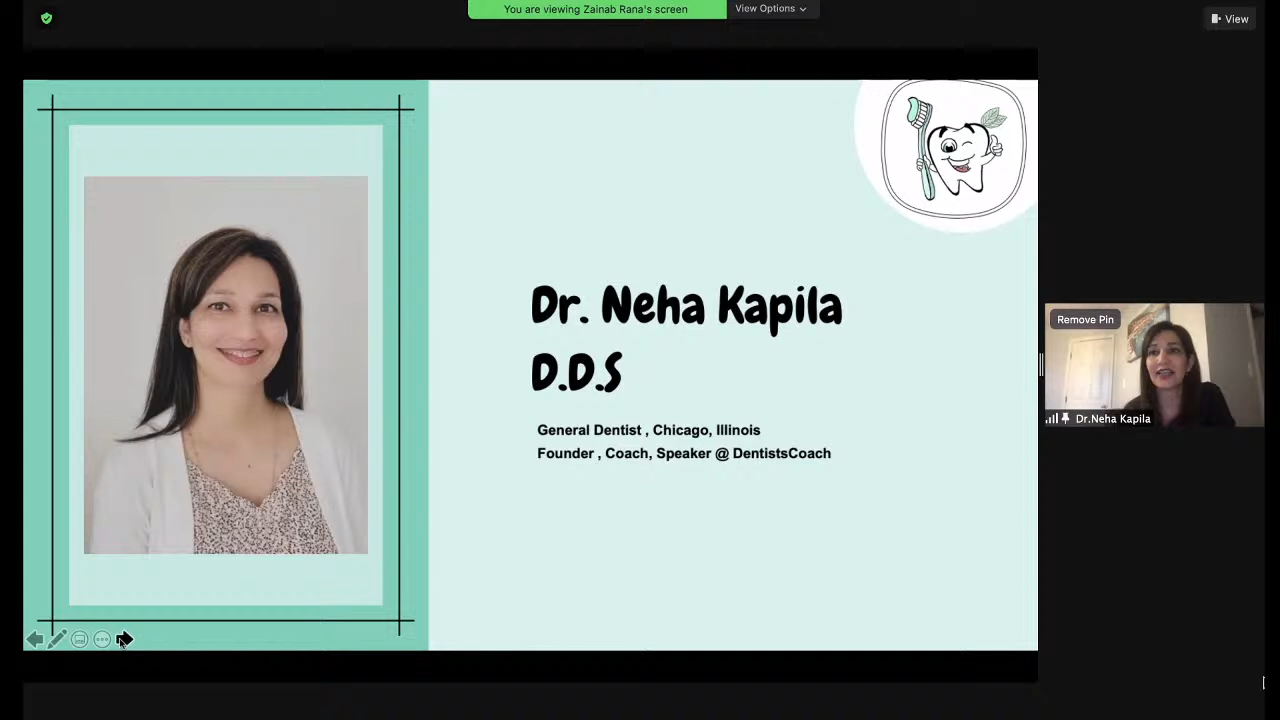 You are viewing Zainab Rana's screen
View Options
View
Dr. Neha Kapila
D.D.S
General Dentist , Chicago, Illinois
Founder , Coach, Speaker @ DentistsCoach
Remove Pin
Dr.Neha Kapila